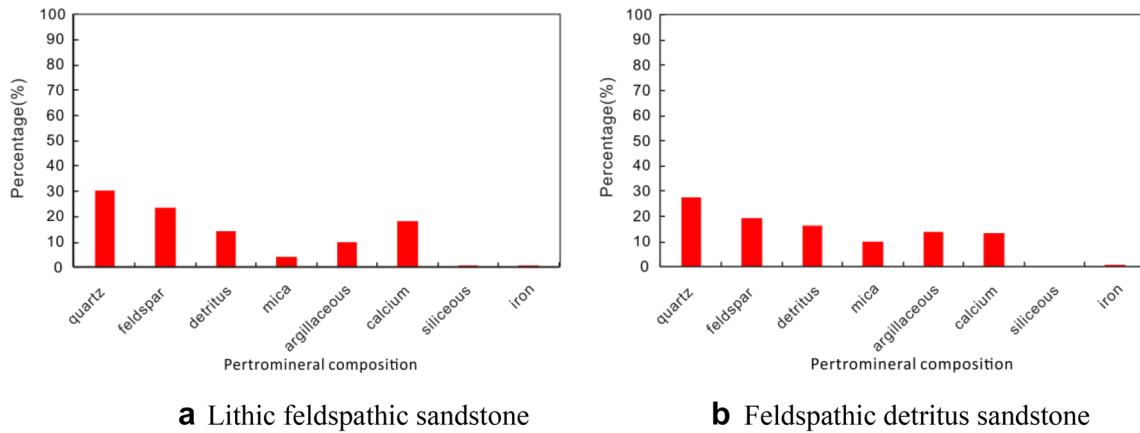 100
90
80
70
60
50
40
30
20
10
0
Percentage(%)
quartz
feldspar
detritus
mica
argillaceous
calcium
siliceous
iron
Pertromineral composition
a Lithic feldspathic sandstone
100
90
80
70
60
50
40
30
20
10
0
Percentage(%)
quartz
feldspar
detritus
mica
argillaceous
calcium
siliceous
iron
Pertromineral composition
b Feldspathic detritus sandstone